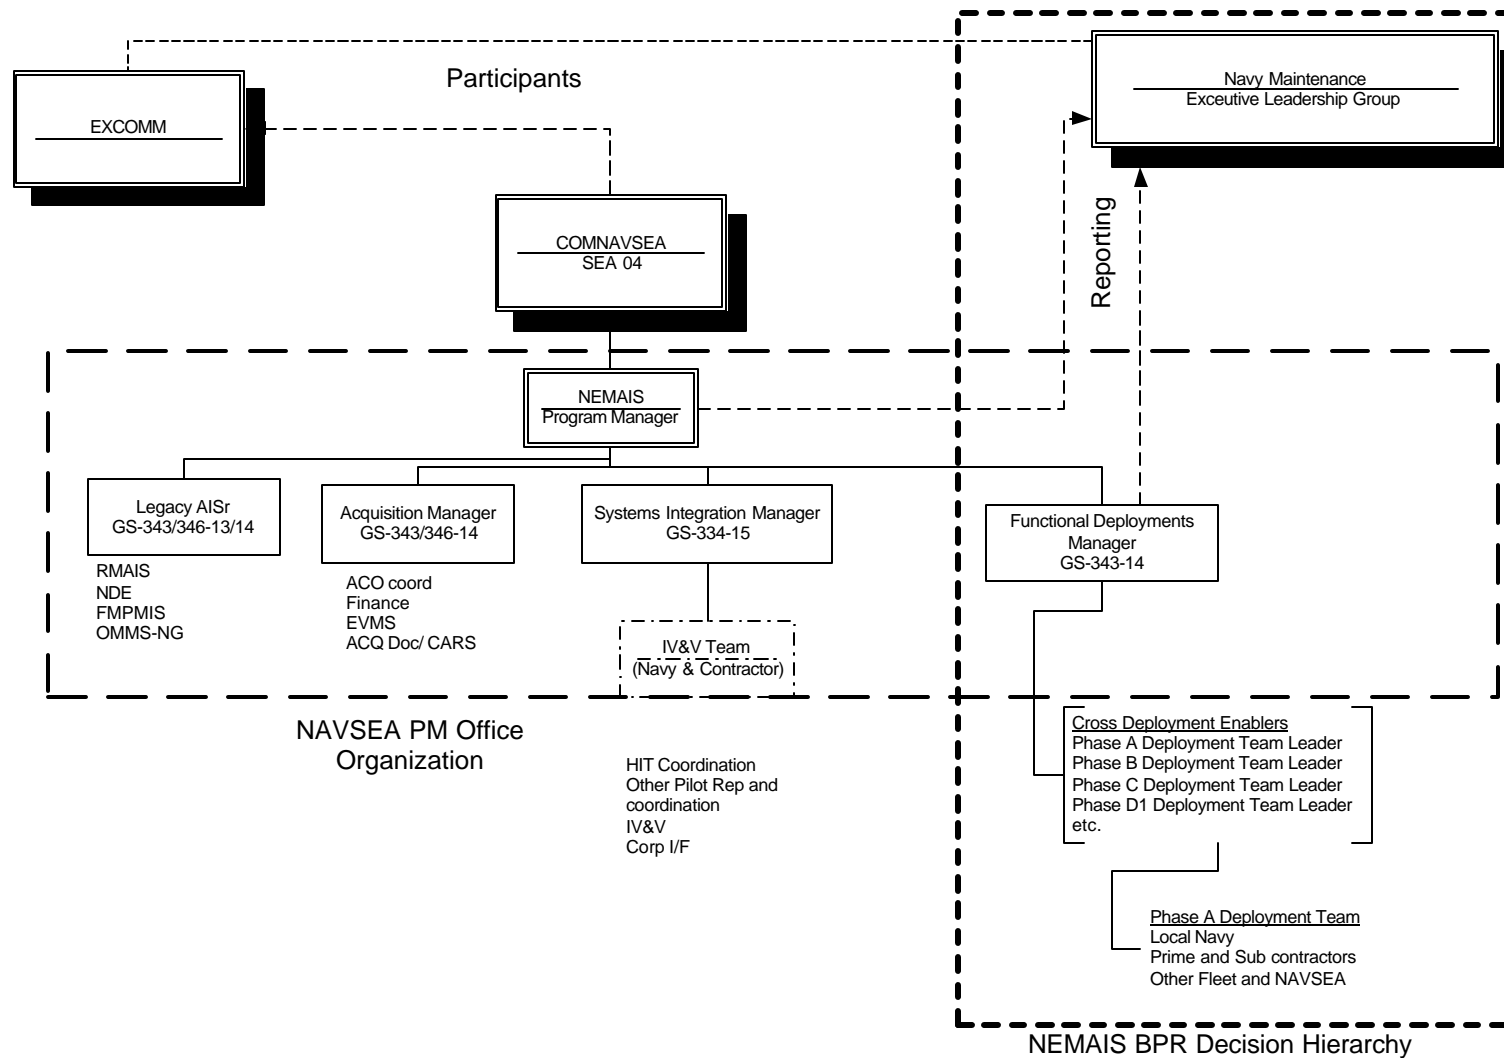 Participants
EXCOMM
Navy Maintenance
Exceutive Leadership Group
COMNAVSEA
SEA 04
Reporting
NEMAIS
Program Manager
Legacy AISr
GS-343/346-13/14
RMAIS
NDE
FMPMIS
OMMS-NG
Acquisition Manager
GS-343/346-14
ACO coord
Finance
EVMS
ACQ Doc/ CARS
Systems Integration Manager
GS-334-15
IV&V Team
(Navy & Contractor)
Functional Deployments
Manager
GS-343-14
NAVSEA PM Office
Organization
HIT Coordination
Other Pilot Rep and
coordination
IV&V
Corp I/F
Cross Deployment Enablers
Phase A Deployment Team Leader
Phase B Deployment Team Leader
Phase C Deployment Team Leader
Phase D1 Deployment Team Leader
etc.
Phase A Deployment Team
Local Navy
Prime and Sub contractors
Other Fleet and NAVSEA
NEMAIS BPR Decision Hierarchy